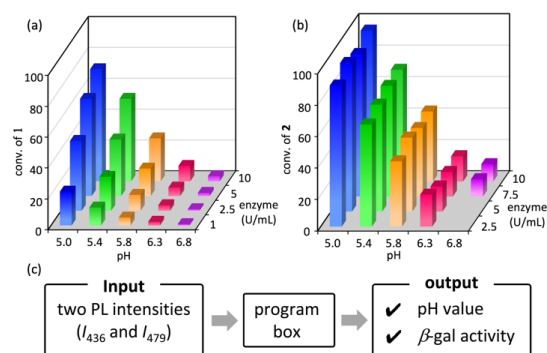 (a)
conv. of 1
100
80
60
40
20
0
5.0 5.4 5.8 6.3 6.8
pH
10
5
2.5
1
enzyme
(U/mL)
(b)
conv. of 2
100
80
60
40
20
0
5.0 5.4 5.8 6.3 6.8
pH
10
7.5
5
2.5
enzyme
(U/mL)
(c)
Input
two PL intensities
(I436 and I479)
program
box
output
✔ pH value
✔ β-gal activity